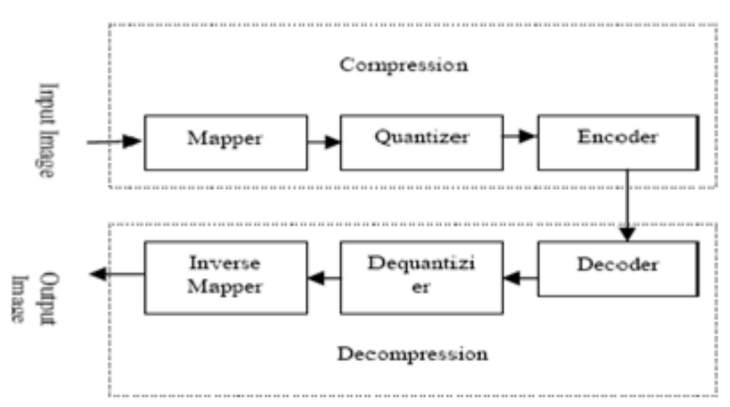 Compression
Input Image
Mapper
Quantizer
Encoder
Output
Image
Inverse
Mapper
Dequantizi
er
Decoder
Decompression